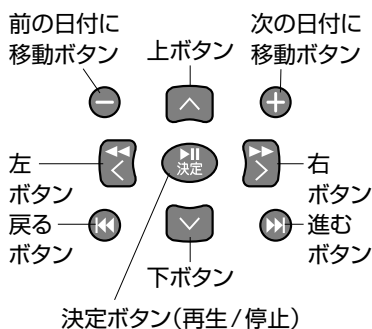 前の日付に
移動ボタン
上ボタン
次の日付に
移動ボタン
左
ボタン
決定
右
ボタン
戻る
ボタン
進む
ボタン
下ボタン
決定ボタン(再生/停止)